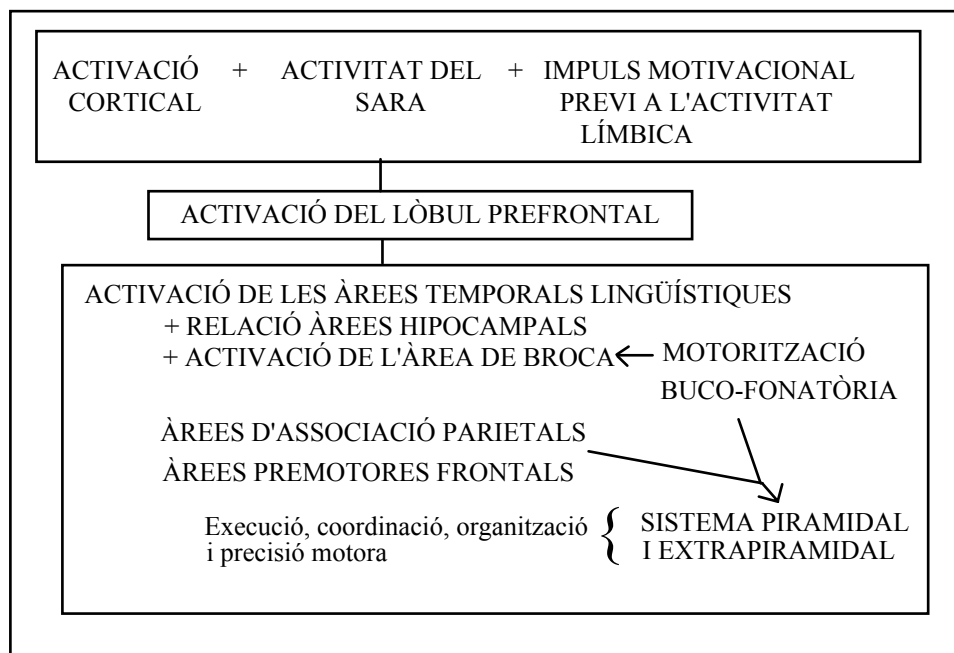 ACTIVACIÓ + ACTIVITAT DEL + IMPULS MOTIVACIONAL
CORTICAL SARA PREVI A L'ACTIVITAT
LÍMBICA
ACTIVACIÓ DEL LÒBUL PREFRONTAL
ACTIVACIÓ DE LES ÀREES TEMPORALS LINGÜÍSTIQUES
+ RELACIÓ ÀREES HIPOCAMPALS
+ ACTIVACIÓ DE L'ÀREA DE BROCA
MOTORITZACIÓ
BUCO-FONATÒRIA
ÀREES D'ASSOCIACIÓ PARIETALS
ÀREES PREMOTORES FRONTALS
Execució, coordinació, organització
i precisió motora
SISTEMA PIRAMIDAL
I EXTRAPIRAMIDAL